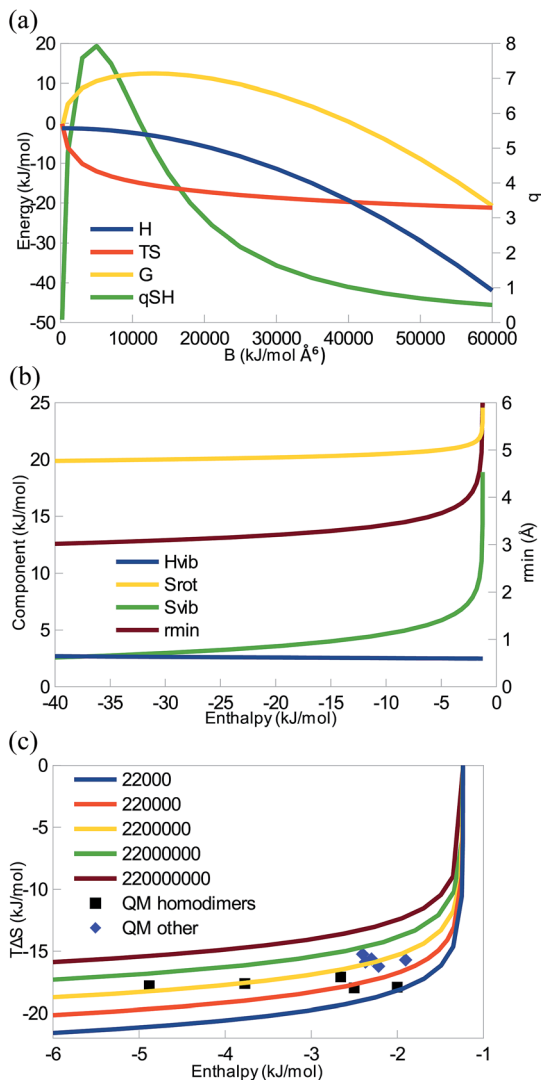 (a)
20
10
0
-10
-20
-30
-40
-50
Energy (kJ/mol)
8
7
6
5
4
3
2
1
0
q
H
TS
G
qSH
0 10000 20000 30000 40000 50000 60000
B (kJ/mol Å⁶)
(b)
25
20
15
10
5
0
Component (kJ/mol)
6
5
4
3
2
1
0
rmin (Å)
Hvib
Srot
Svib
rmin
-40 -35 -30 -25 -20 -15 -10 -5 0
Enthalpy (kJ/mol)
(c)
0
-5
-10
-15
-20
TΔS (kJ/mol)
22000
220000
2200000
22000000
220000000
QM homodimers
QM other
-6 -5 -4 -3 -2 -1
Enthalpy (kJ/mol)